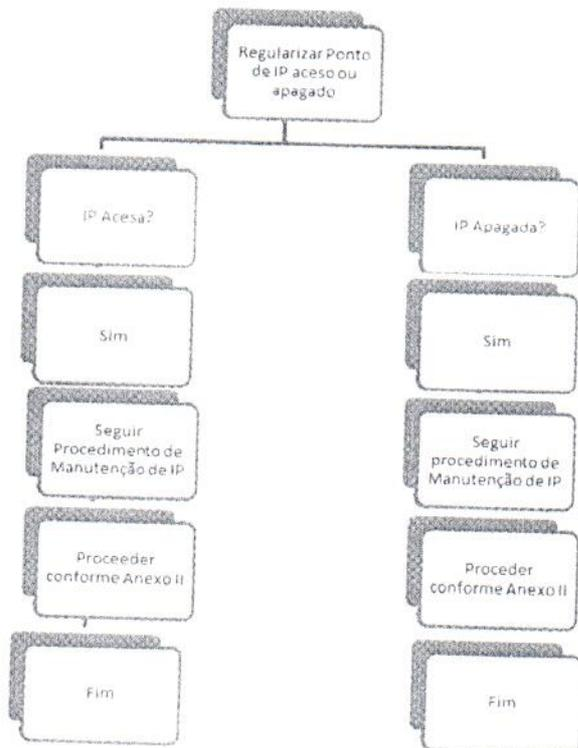 Regularizar Ponto
de IP aceso ou
apagado
IP Acesa?
Sim
Seguir
Procedimento de
Manutenção de IP
Proceeder
conforme Anexo II
Fim
IP Apagada?
Sim
Seguir
procedimento de
Manutenção de IP
Proceder
conforme Anexo II
Fim